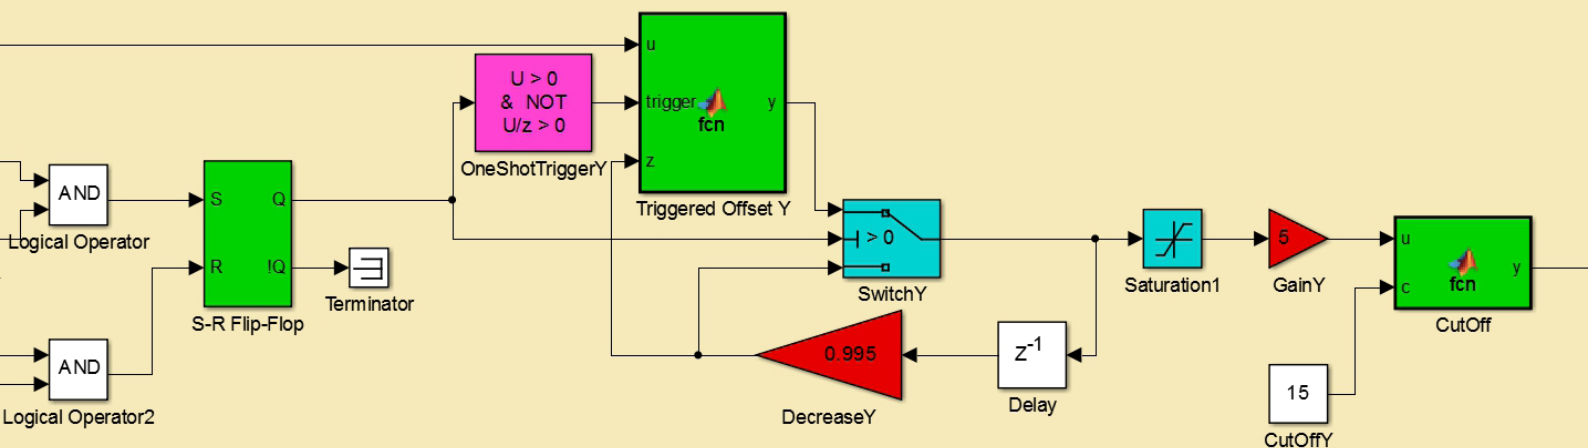 u
U > 0
& NOT
U/z > 0
OneShotTriggerY
trigger
fcn
y
z
Triggered Offset Y
AND
Logical Operator
S
Q
R
!Q
S-R Flip-Flop
Terminator
AND
Logical Operator2
> 0
SwitchY
Saturation1
5
GainY
u
c
fcn
y
CutOff
0.995
DecreaseY
z-1
Delay
15
CutOffY